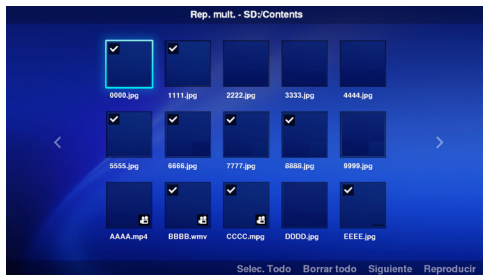 Rep. mult. - SD:/Contents
0000.jpg 1111.jpg 2222.jpg 3333.jpg 4444.jpg
5555.jpg 6666.jpg 7777.jpg 8888.jpg 9999.jpg
AAAA.mp4 BBBB.wmv CCCC.mpg DDDD.jpg EEEE.jpg
Selec. Todo Borrar todo Siguiente Reproducir